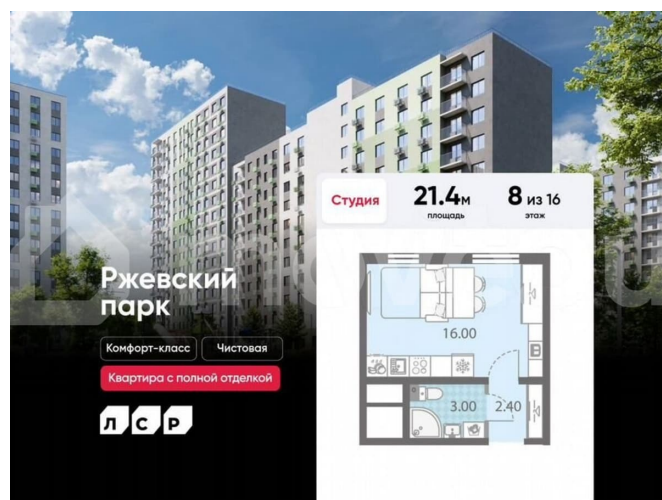 Студия
21.4м
площадь
8 из 16
этаж
Ржевский
парк
Комфорт-класс
Чистовая
Квартира с полной отделкой
ЛСР
16.00
3.00
2.40